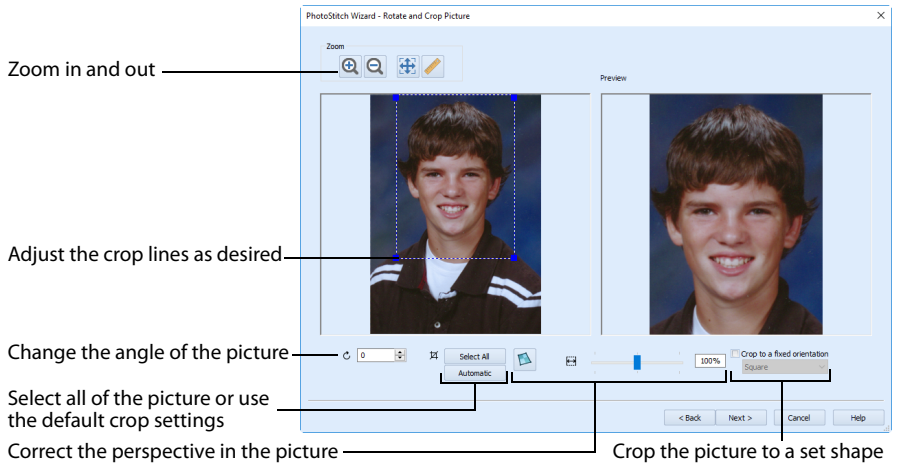 PhotoStitch Wizard - Rotate and Crop Picture
Zoom
Zoom in and out
Preview
Adjust the crop lines as desired
Change the angle of the picture
0
Select All
Automatic
100%
Crop to a fixed orientation
Square
Select all of the picture or use
the default crop settings
< Back
Next >
Cancel
Help
Correct the perspective in the picture
Crop the picture to a set shape